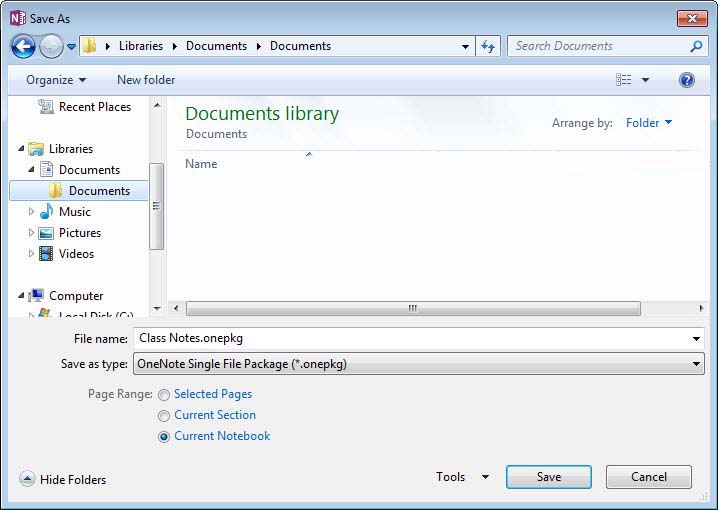 Save As
Libraries Documents Documents
Search Documents
Organize New folder
Recent Places
Libraries
Documents
Documents
Music
Pictures
Videos
Computer
Local Disk (C:)
Documents library
Documents
Arrange by: Folder
Name
File name: Class Notes.onepkg
Save as type: OneNote Single File Package (*.onepkg)
Page Range: Selected Pages
Current Section
Current Notebook
Hide Folders
Tools Save Cancel